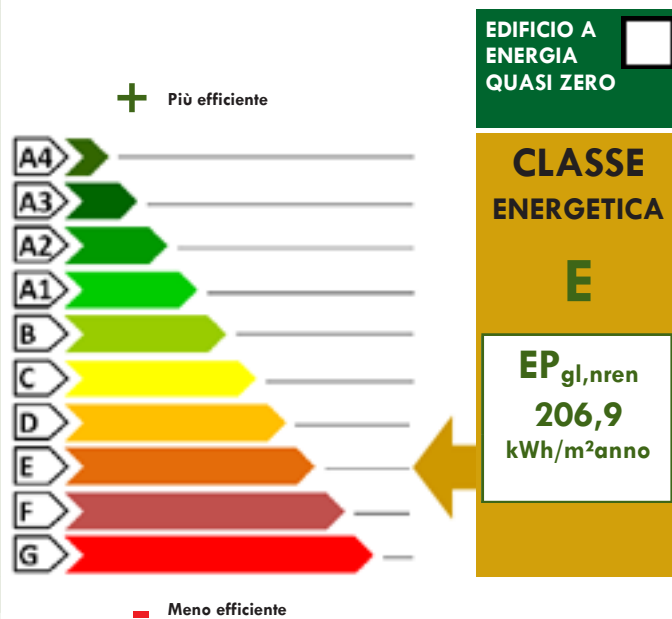 EDIFICIO A
ENERGIA
QUASI ZERO
+ Più efficiente
A4
A3
A2
A1
B
C
D
E
F
G
- Meno efficiente
CLASSE
ENERGETICA
E
EPgl,nren
206,9
kWh/m²anno